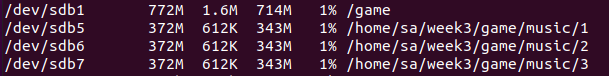 /dev/sdb1 772M 1.6M 714M 1% /game
/dev/sdb5 372M 612K 343M 1% /home/sa/week3/game/music/1
/dev/sdb6 372M 612K 343M 1% /home/sa/week3/game/music/2
/dev/sdb7 372M 612K 343M 1% /home/sa/week3/game/music/3